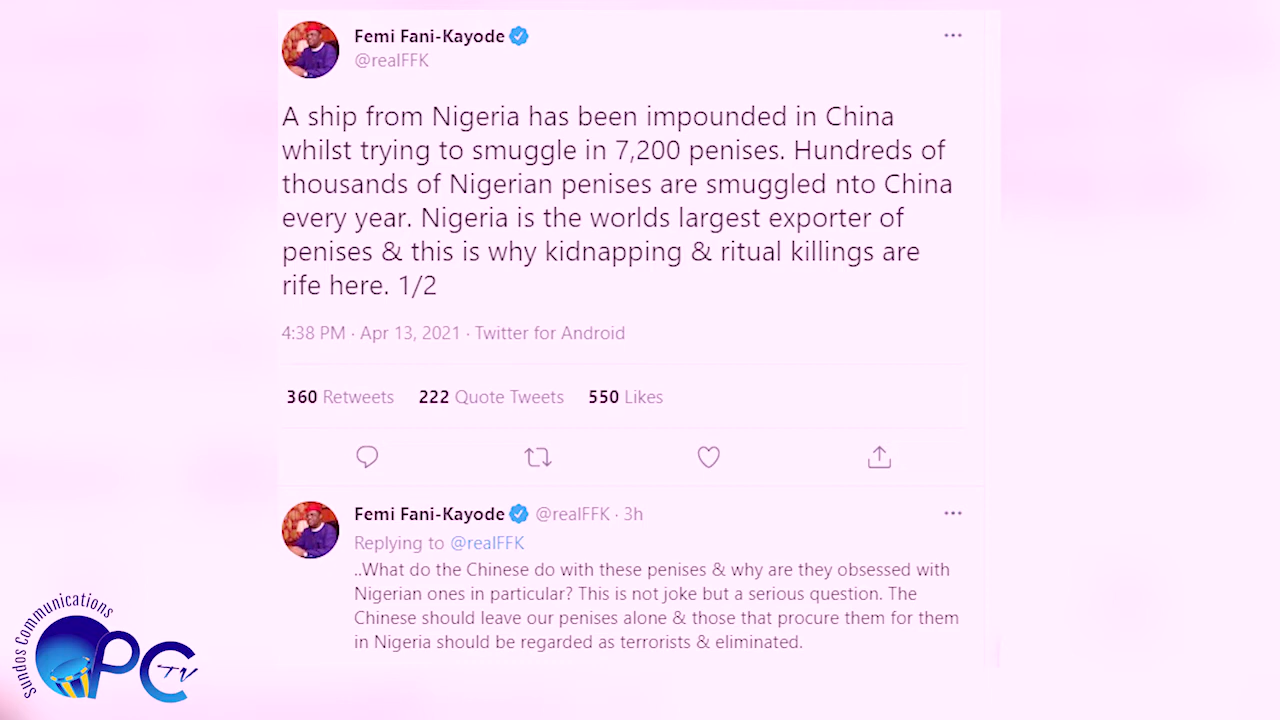 Femi Fani-Kayode
@realFFK
A ship from Nigeria has been impounded in China
whilst trying to smuggle in 7,200 penises. Hundreds of
thousands of Nigerian penises are smuggled nto China
every year. Nigeria is the worlds largest exporter of
penises & this is why kidnapping & ritual killings are
rife here. 1/2
4:38 PM · Apr 13, 2021 · Twitter for Android
360 Retweets 222 Quote Tweets 550 Likes
Femi Fani-Kayode @realFFK · 3h
Replying to @realFFK
..What do the Chinese do with these penises & why are they obsessed with
Nigerian ones in particular? This is not joke but a serious question. The
Chinese should leave our penises alone & those that procure them for them
in Nigeria should be regarded as terrorists & eliminated.
Sundos Communications
OPC TV